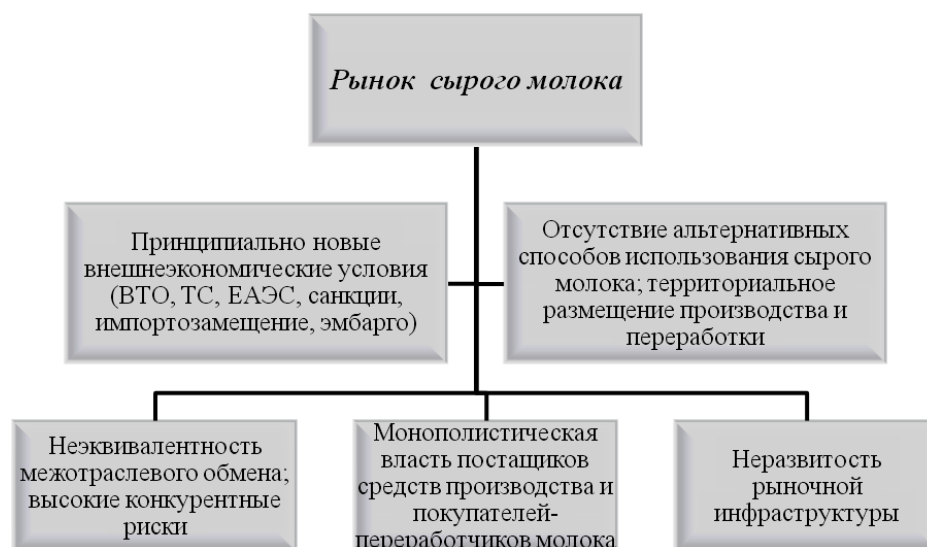 Рынок сырого молока
Принципиально новые
внешнеэкономические условия
(ВТО, ТС, ЕАЭС, санкции,
импортозамещение, эмбарго)
Отсутствие альтернативных
способов использования сырого
молока; территориальное
размещение производства и
переработки
Неэквивалентность
межотраслевого обмена;
высокие конкурентные
риски
Монополистическая
власть постащиков
средств производства и
покупателей-
переработчиков молока
Неразвитость
рыночной
инфраструктуры